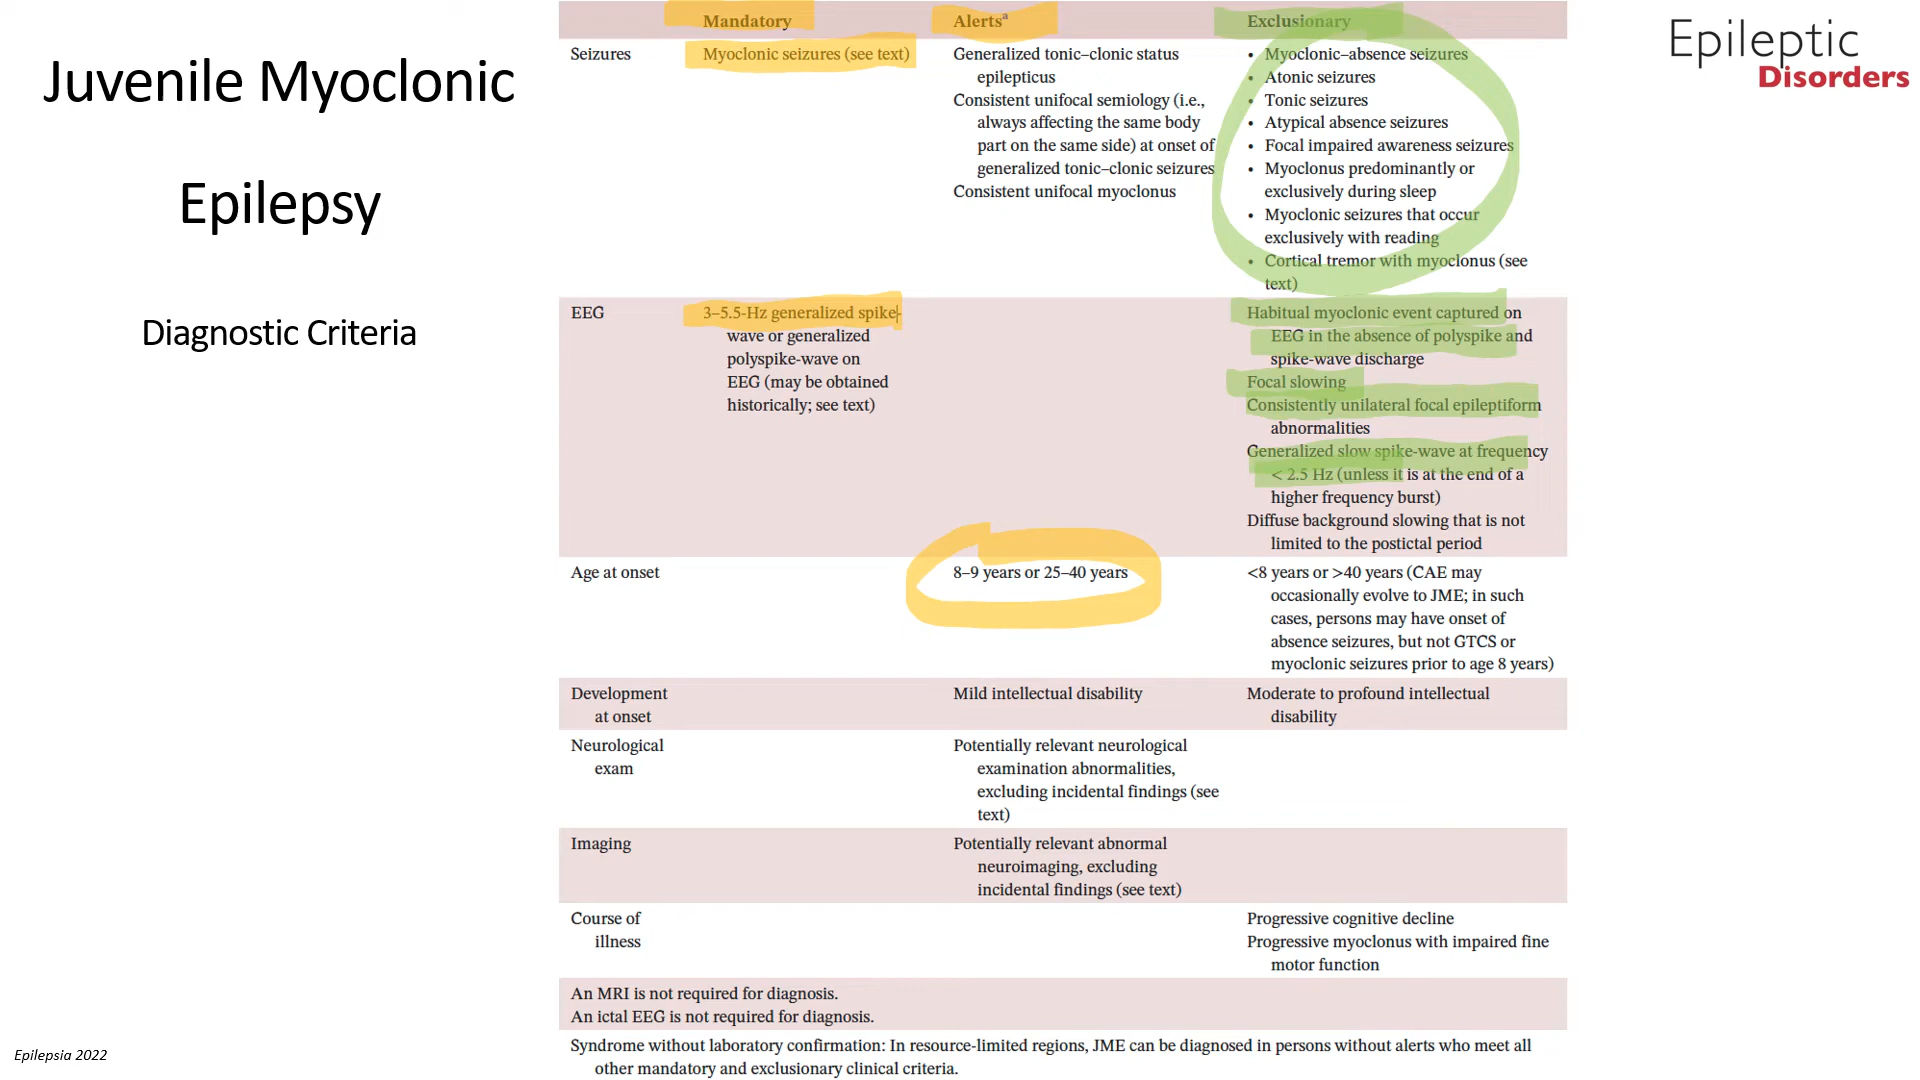 Juvenile Myoclonic
Epilepsy
Diagnostic Criteria
Epilepsia 2022
Epileptic
Disorders
Mandatory Alertsa Exclusionary
Seizures
Myoclonic seizures (see text)
Generalized tonic–clonic status
epilepticus
Consistent unifocal semiology (i.e.,
always affecting the same body
part on the same side) at onset of
generalized tonic–clonic seizures
Consistent unifocal myoclonus
• Myoclonic–absence seizures
• Atonic seizures
• Tonic seizures
• Atypical absence seizures
• Focal impaired awareness seizures
• Myoclonus predominantly or
exclusively during sleep
• Myoclonic seizures that occur
exclusively with reading
• Cortical tremor with myoclonus (see
text)
EEG
3–5.5-Hz generalized spike-
wave or generalized
polyspike-wave on
EEG (may be obtained
historically; see text)
Habitual myoclonic event captured on
EEG in the absence of polyspike and
spike-wave discharge
Focal slowing
Consistently unilateral focal epileptiform
abnormalities
Generalized slow spike-wave at frequency
< 2.5 Hz (unless it is at the end of a
higher frequency burst)
Diffuse background slowing that is not
limited to the postictal period
Age at onset
8–9 years or 25–40 years
<8 years or >40 years (CAE may
occasionally evolve to JME; in such
cases, persons may have onset of
absence seizures, but not GTCS or
myoclonic seizures prior to age 8 years)
Development
at onset
Mild intellectual disability
Moderate to profound intellectual
disability
Neurological
exam
Potentially relevant neurological
examination abnormalities,
excluding incidental findings (see
text)
Imaging
Potentially relevant abnormal
neuroimaging, excluding
incidental findings (see text)
Course of
illness
Progressive cognitive decline
Progressive myoclonus with impaired fine
motor function
An MRI is not required for diagnosis.
An ictal EEG is not required for diagnosis.
Syndrome without laboratory confirmation: In resource-limited regions, JME can be diagnosed in persons without alerts who meet all
other mandatory and exclusionary clinical criteria.